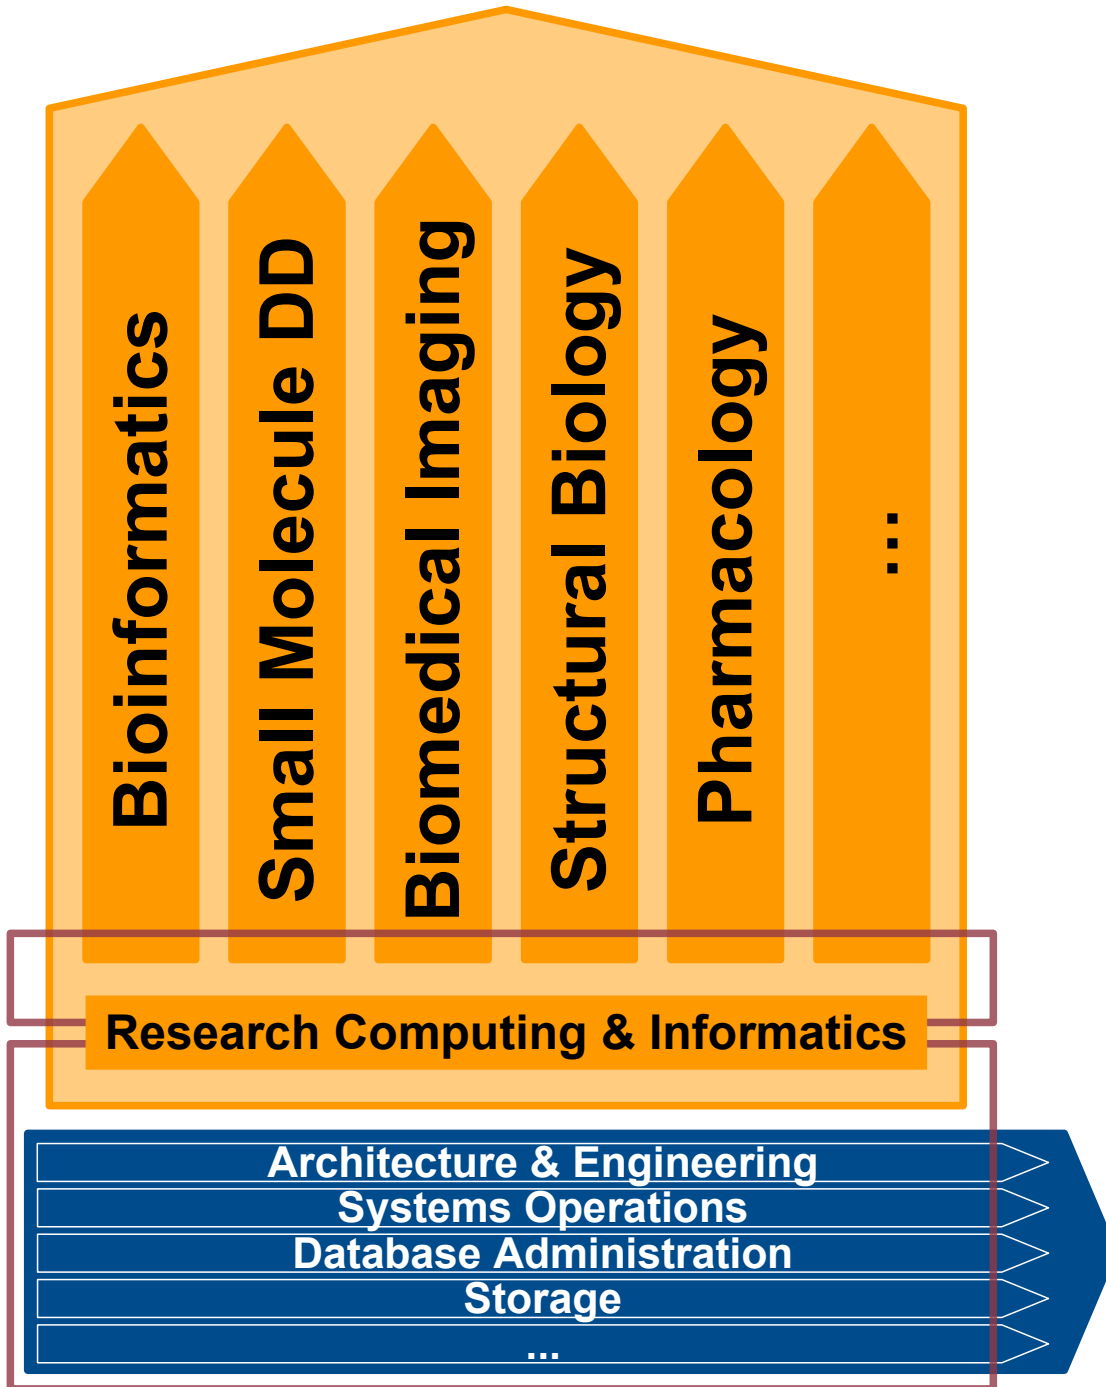 Bioinformatics
Small Molecule DD
Biomedical Imaging
Structural Biology
Pharmacology
...
Research Computing & Informatics
Architecture & Engineering
Systems Operations
Database Administration
Storage
...